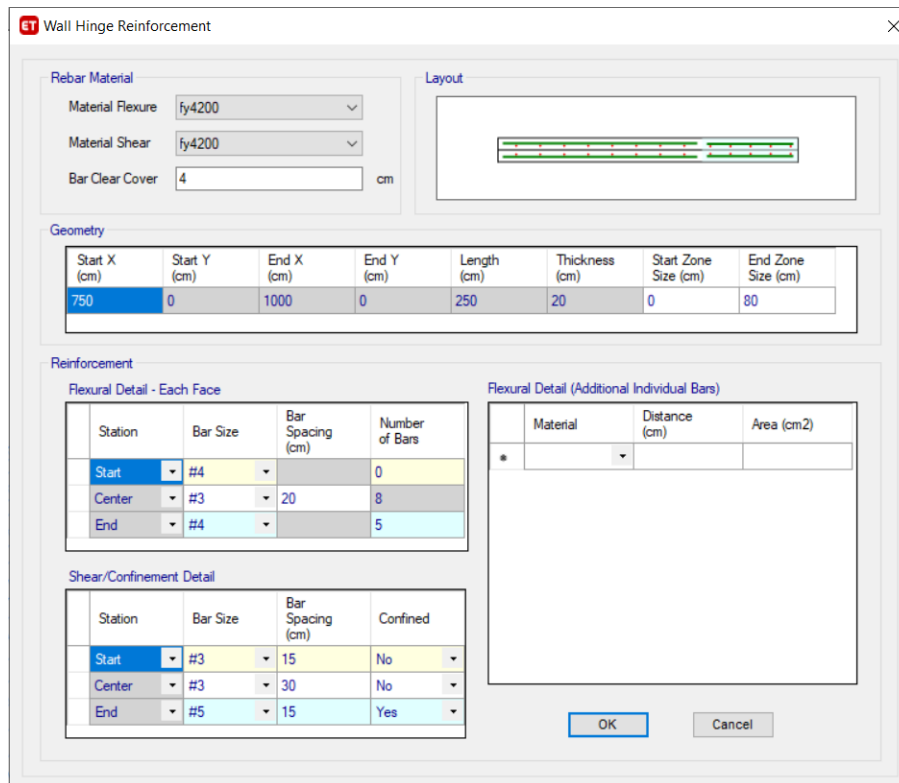 ET Wall Hinge Reinforcement
Rebar Material
Material Flexure fy4200
Material Shear fy4200
Bar Clear Cover 4 cm
Layout
Geometry
Start X (cm) Start Y (cm) End X (cm) End Y (cm) Length (cm) Thickness (cm) Start Zone Size (cm) End Zone Size (cm)
750 0 1000 0 250 20 0 80
Reinforcement
Flexural Detail - Each Face
Station Bar Size Bar Spacing (cm) Number of Bars
Start #4 0
Center #3 20 8
End #4 5
Shear/Confinement Detail
Station Bar Size Bar Spacing (cm) Confined
Start #3 15 No
Center #3 30 No
End #5 15 Yes
Flexural Detail (Additional Individual Bars)
Material Distance (cm) Area (cm2)
*
OK Cancel